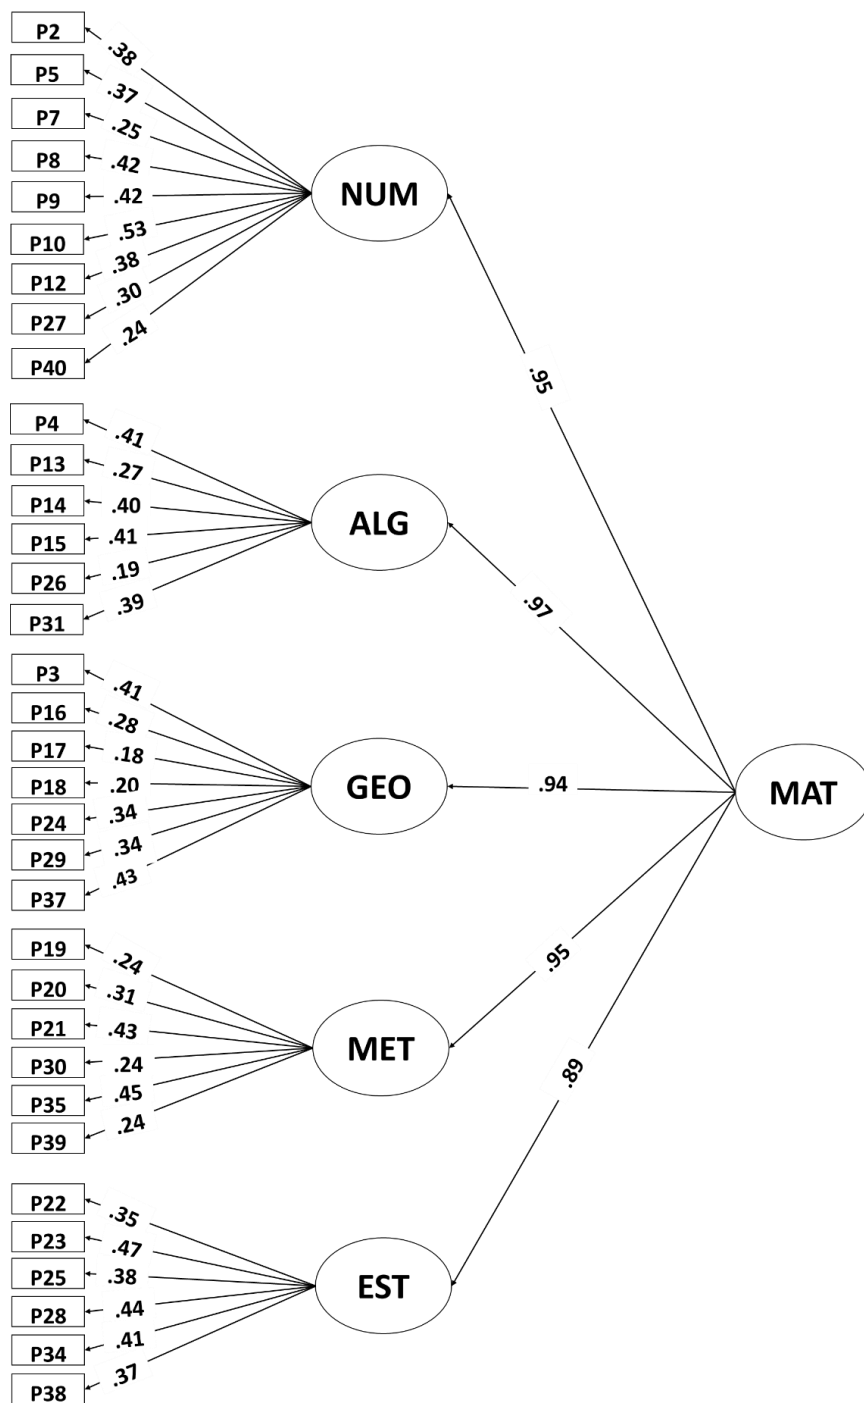 P2
.38
P5
.37
P7
.25
P8
.42
P9
.42
P10
.53
P12
.38
P27
.30
P40
.24
NUM
.95
P4
.41
P13
.27
P14
.40
P15
.41
P26
.19
P31
.39
ALG
.97
P3
.41
P16
.28
P17
.18
P18
.20
P24
.34
P29
.34
P37
.43
GEO
.94
MAT
P19
.24
P20
.31
P21
.43
P30
.24
P35
.45
P39
.24
MET
.95
P22
.35
P23
.47
P25
.38
P28
.44
P34
.41
P38
.37
EST
.89